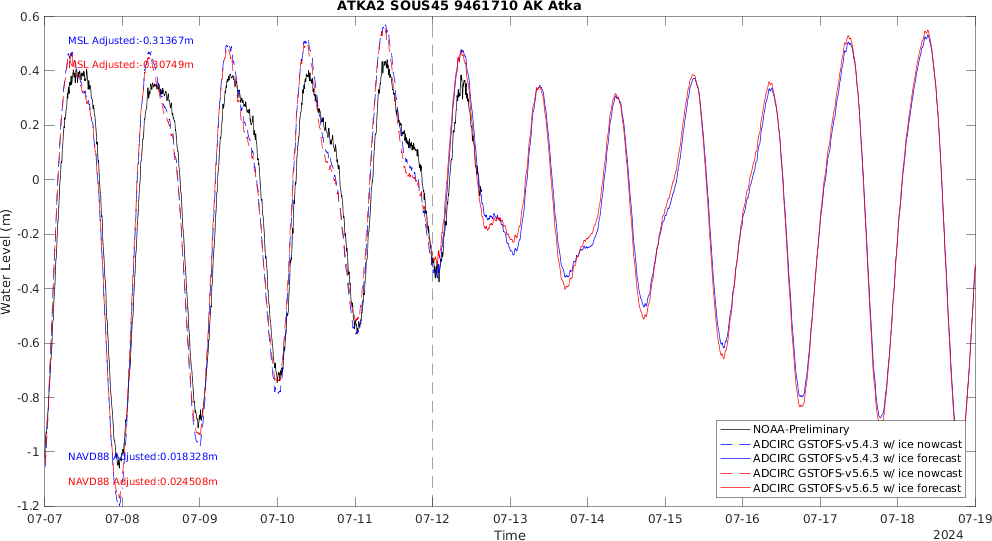 ATKA2 SOUS45 9461710 AK Atka
0.6
0.4
0.2
0
-0.2
-0.4
-0.6
-0.8
-1
-1.2
Water Level (m)
MSL Adjusted:-0.31367m
MSL Adjusted:-0.30749m
NAVD88 Adjusted:0.018328m
NAVD88 Adjusted:0.024508m
NOAA-Preliminary
ADCIRC GSTOFS-v5.4.3 w/ ice nowcast
ADCIRC GSTOFS-v5.4.3 w/ ice forecast
ADCIRC GSTOFS-v5.6.5 w/ ice nowcast
ADCIRC GSTOFS-v5.6.5 w/ ice forecast
07-07 07-08 07-09 07-10 07-11 07-12 07-13 07-14 07-15 07-16 07-17 07-18 07-19
Time
2024